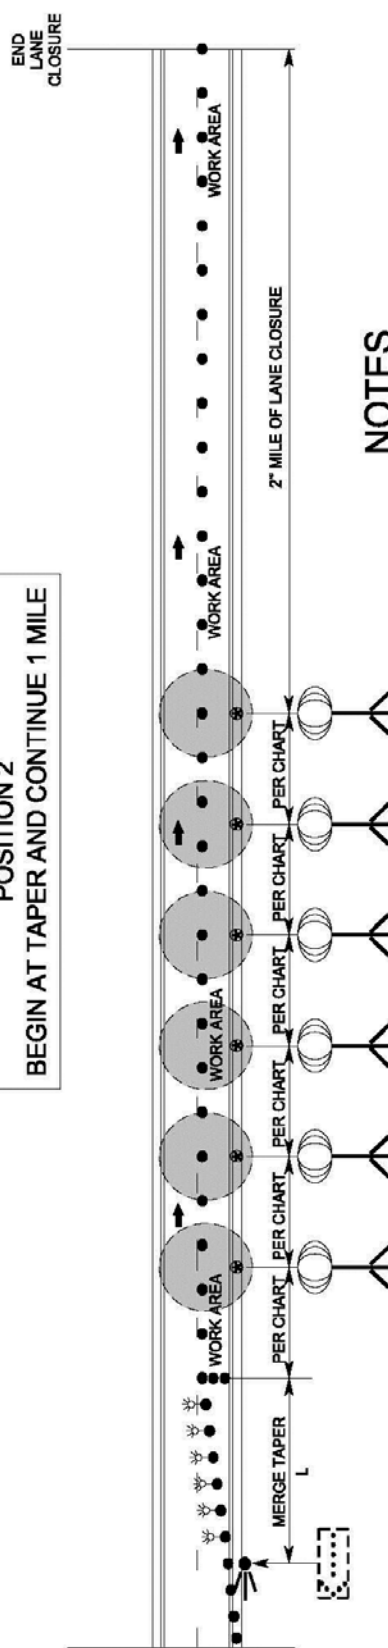 POSITION 2
BEGIN AT TAPER AND CONTINUE 1 MILE
END
LANE
CLOSURE
WORK AREA
WORK AREA
WORK AREA
WORK AREA
MERGE TAPER
L
PER CHART
PER CHART
PER CHART
PER CHART
PER CHART
PER CHART
2" MILE OF LANE CLOSURE
NOTES